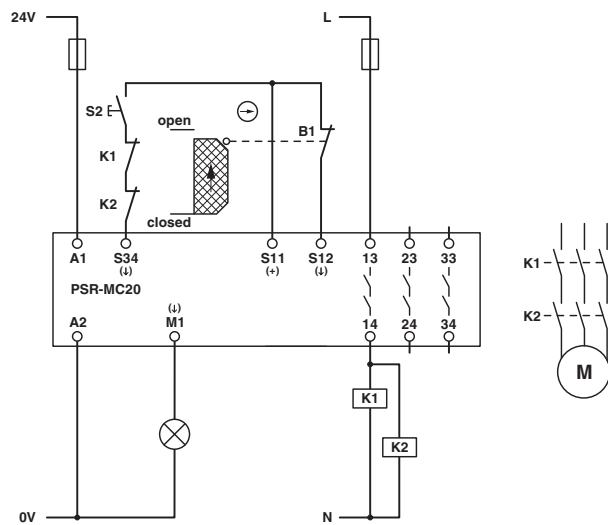 24V
L
S2
open
B1
K1
K2
closed
A1
S34
(↓)
S11
(+)
S12
(↓)
13
23
33
PSR-MC20
A2
(↓)
M1
14
24
34
K1
K2
M
K1
K2
0V
N